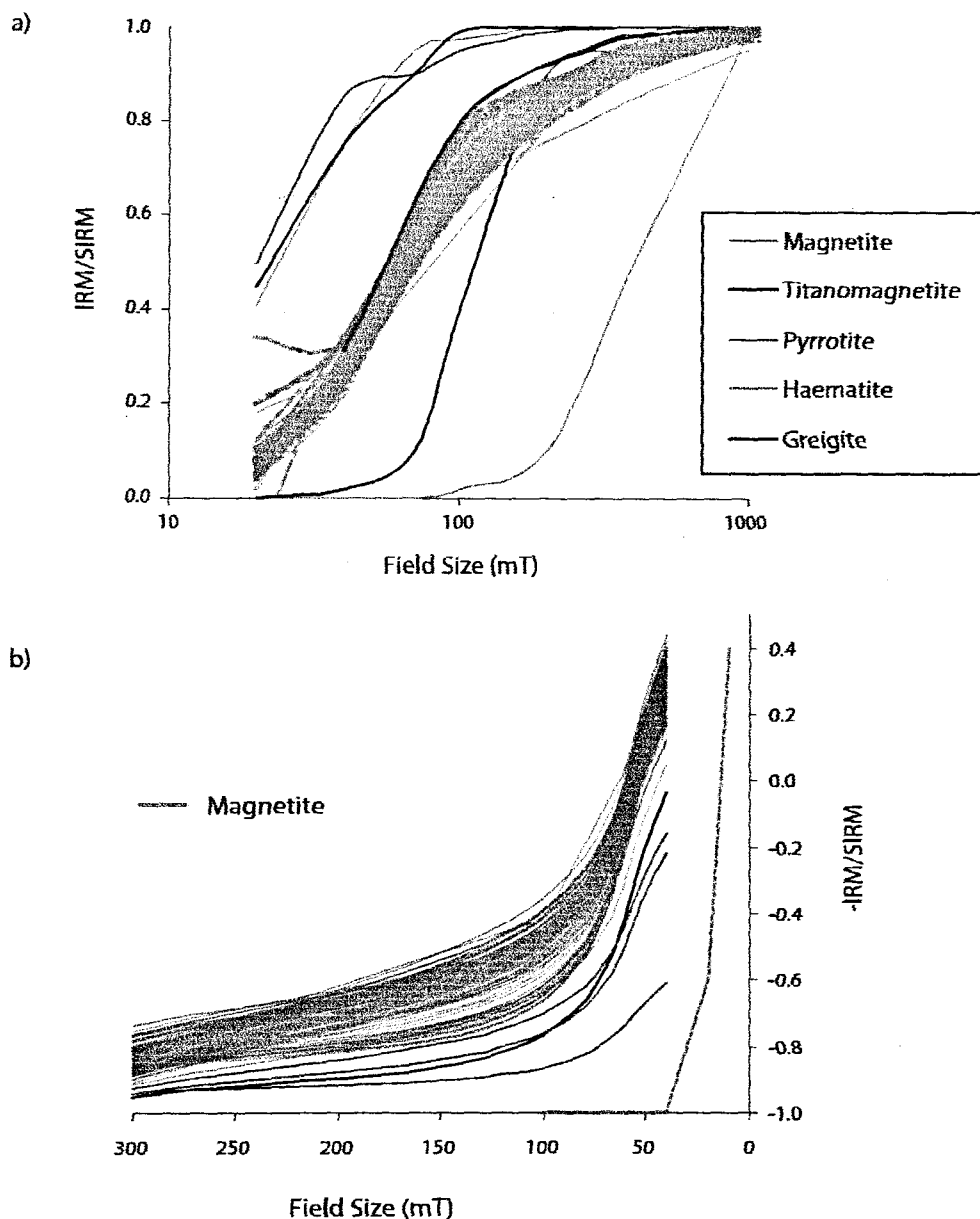 a)
1.0
0.8
0.6
0.4
0.2
0.0
IRM/SIRM
10
100
1000
Field Size (mT)
Magnetite
Titanomagnetite
Pyrrotite
Haematite
Greigite
b)
Magnetite
0.4
0.2
0.0
-0.2
-0.4
-0.6
-0.8
-1.0
-IRM/SIRM
300
250
200
150
100
50
0
Field Size (mT)